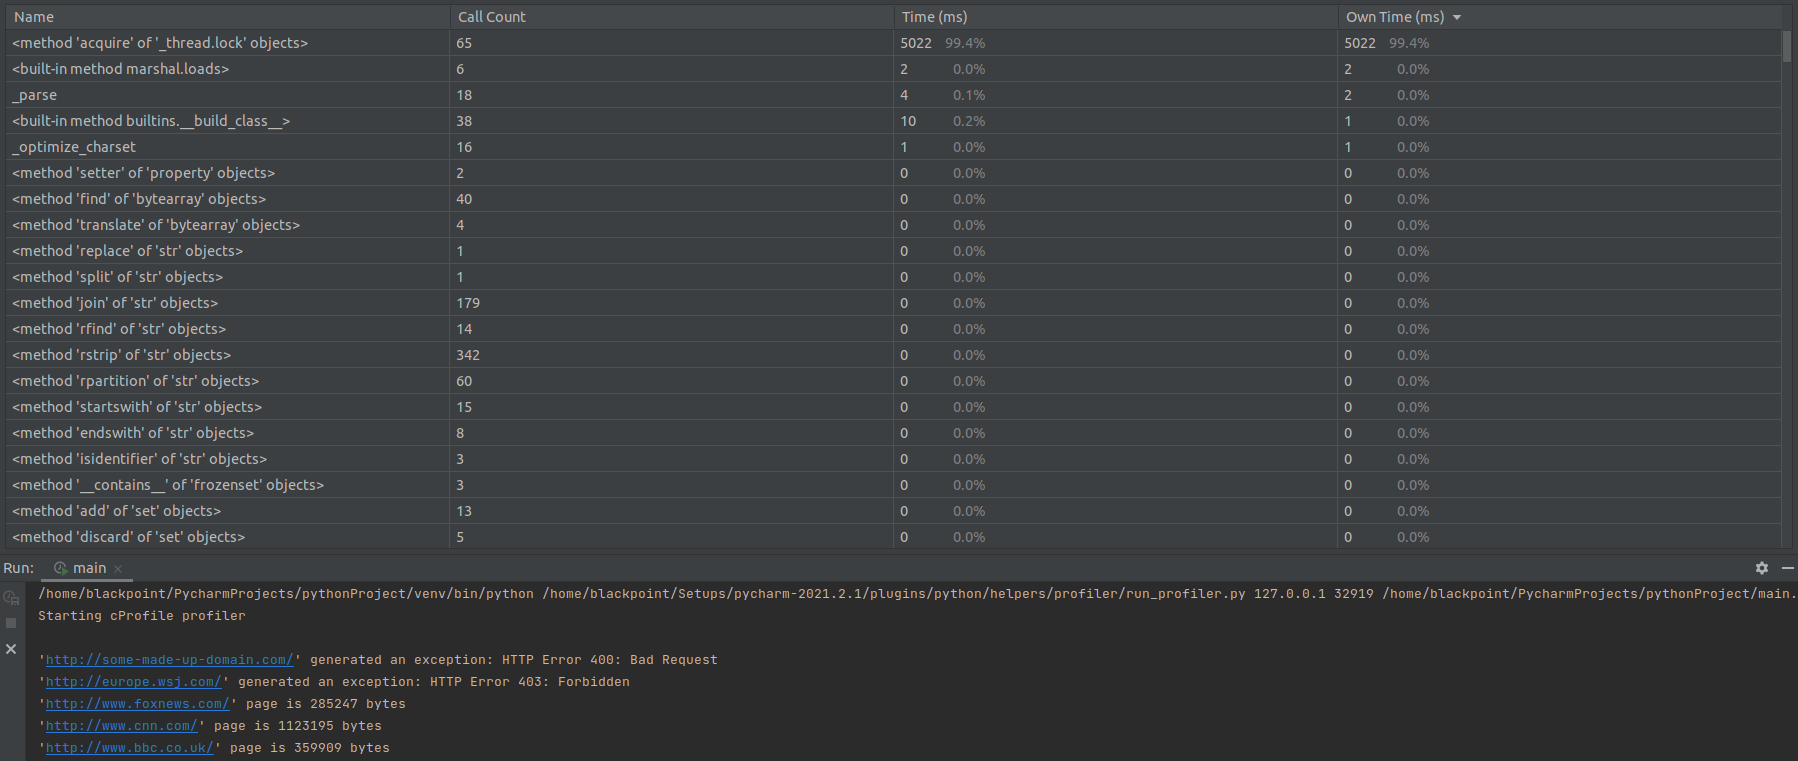 Name Call Count Time (ms) Own Time (ms)
<method 'acquire' of '_thread.lock' objects> 65 5022 99.4% 5022 99.4%
<built-in method marshal.loads> 6 2 0.0% 2 0.0%
_parse 18 4 0.1% 2 0.0%
<built-in method builtins.__build_class__> 38 10 0.2% 1 0.0%
_optimize_charset 16 1 0.0% 1 0.0%
<method 'setter' of 'property' objects> 2 0 0.0% 0 0.0%
<method 'find' of 'bytearray' objects> 40 0 0.0% 0 0.0%
<method 'translate' of 'bytearray' objects> 4 0 0.0% 0 0.0%
<method 'replace' of 'str' objects> 1 0 0.0% 0 0.0%
<method 'split' of 'str' objects> 1 0 0.0% 0 0.0%
<method 'join' of 'str' objects> 179 0 0.0% 0 0.0%
<method 'rfind' of 'str' objects> 14 0 0.0% 0 0.0%
<method 'rstrip' of 'str' objects> 342 0 0.0% 0 0.0%
<method 'rpartition' of 'str' objects> 60 0 0.0% 0 0.0%
<method 'startswith' of 'str' objects> 15 0 0.0% 0 0.0%
<method 'endswith' of 'str' objects> 8 0 0.0% 0 0.0%
<method 'isidentifier' of 'str' objects> 3 0 0.0% 0 0.0%
<method '__contains__' of 'frozenset' objects> 3 0 0.0% 0 0.0%
<method 'add' of 'set' objects> 13 0 0.0% 0 0.0%
<method 'discard' of 'set' objects> 5 0 0.0% 0 0.0%
Run: main
/home/blackpoint/PycharmProjects/pythonProject/venv/bin/python /home/blackpoint/Setups/pycharm-2021.2.1/plugins/python/helpers/profiler/run_profiler.py 127.0.0.1 32919 /home/blackpoint/PycharmProjects/pythonProject/main.
Starting cProfile profiler
'http://some-made-up-domain.com/' generated an exception: HTTP Error 400: Bad Request
'http://europe.wsj.com/' generated an exception: HTTP Error 403: Forbidden
'http://www.foxnews.com/' page is 285247 bytes
'http://www.cnn.com/' page is 1123195 bytes
'http://www.bbc.co.uk/' page is 359909 bytes